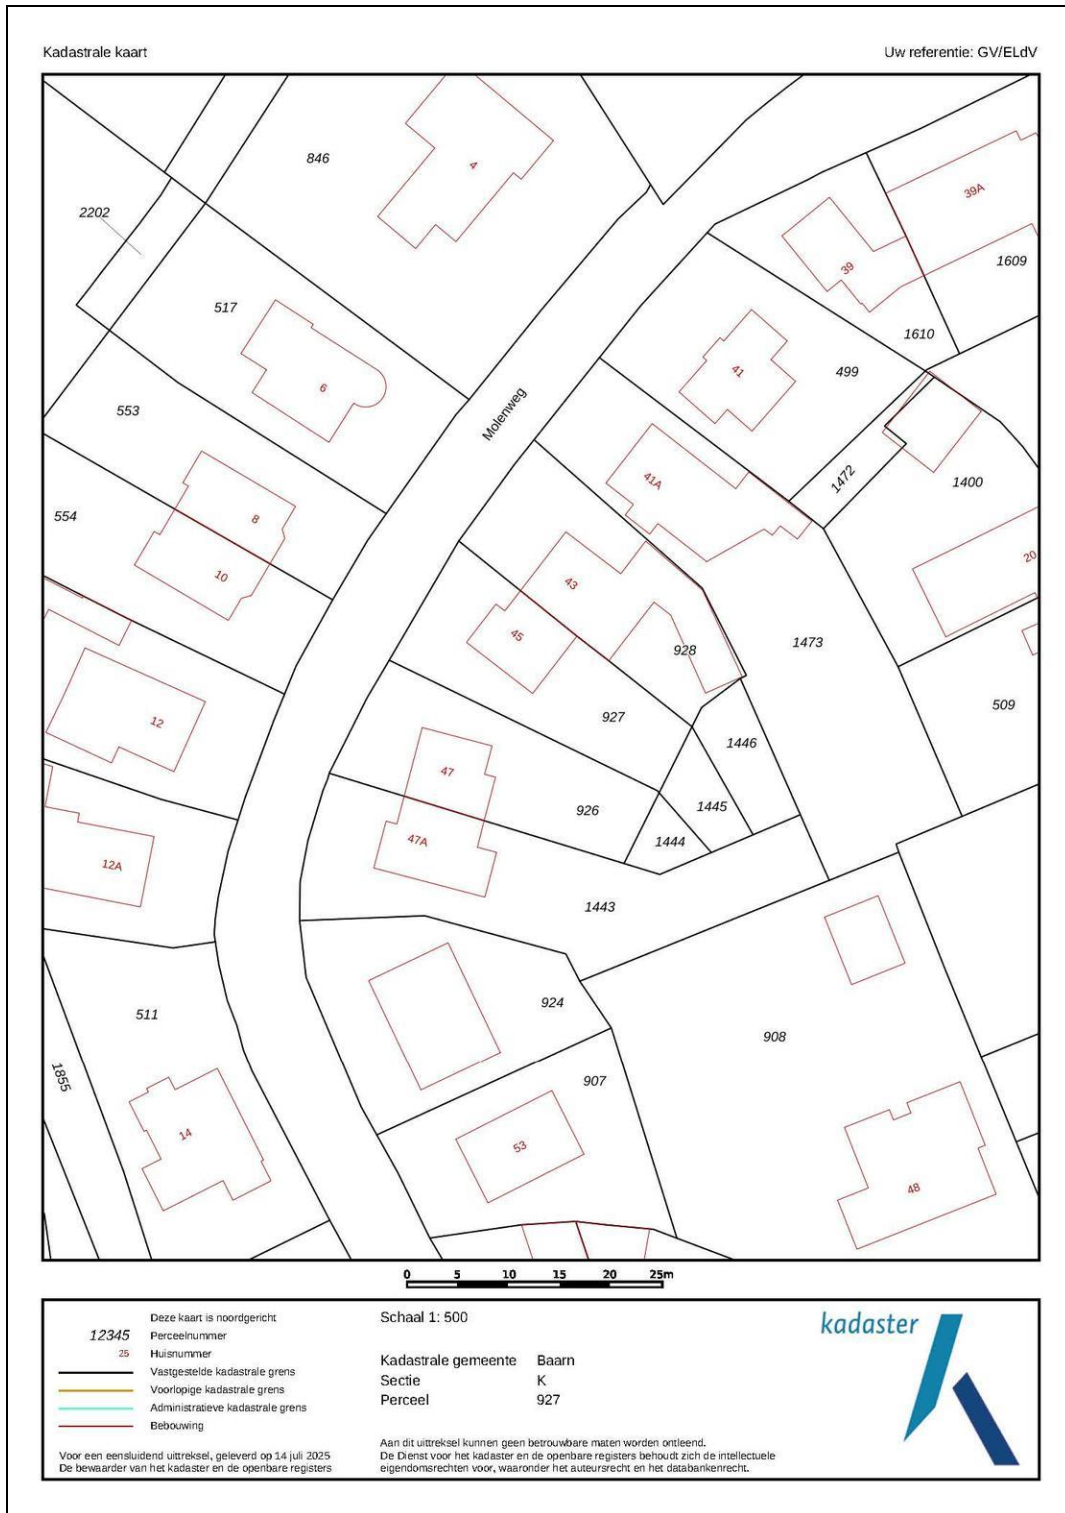 Kadastrale kaart
Uw referentie: GV/ELdV
846
4
39A
2202
39
1609
517
1610
6
41
499
553
Molenweg
41A
1472
1400
554
8
20
10
43
45
928
1473
12
927
509
1446
47
926
1445
47A
1444
12A
1443
924
511
908
907
1855
14
53
48
0 5 10 15 20 25m
Deze kaart is noordgericht
12345 Perceelnummer
25 Huisnummer
Vastgestelde kadastrale grens
Voorlopige kadastrale grens
Administratieve kadastrale grens
Bebouwing
Voor een eensluidend uittreksel, geleverd op 14 juli 2025
De bewaarder van het kadaster en de openbare registers
Schaal 1: 500
Kadastrale gemeente Baarn
Sectie K
Perceel 927
Aan dit uittreksel kunnen geen betrouwbare maten worden ontleend.
De Dienst voor het kadaster en de openbare registers behoudt zich de intellectuele
eigendomsrechten voor, waaronder het auteursrecht en het databankenrecht.
kadaster